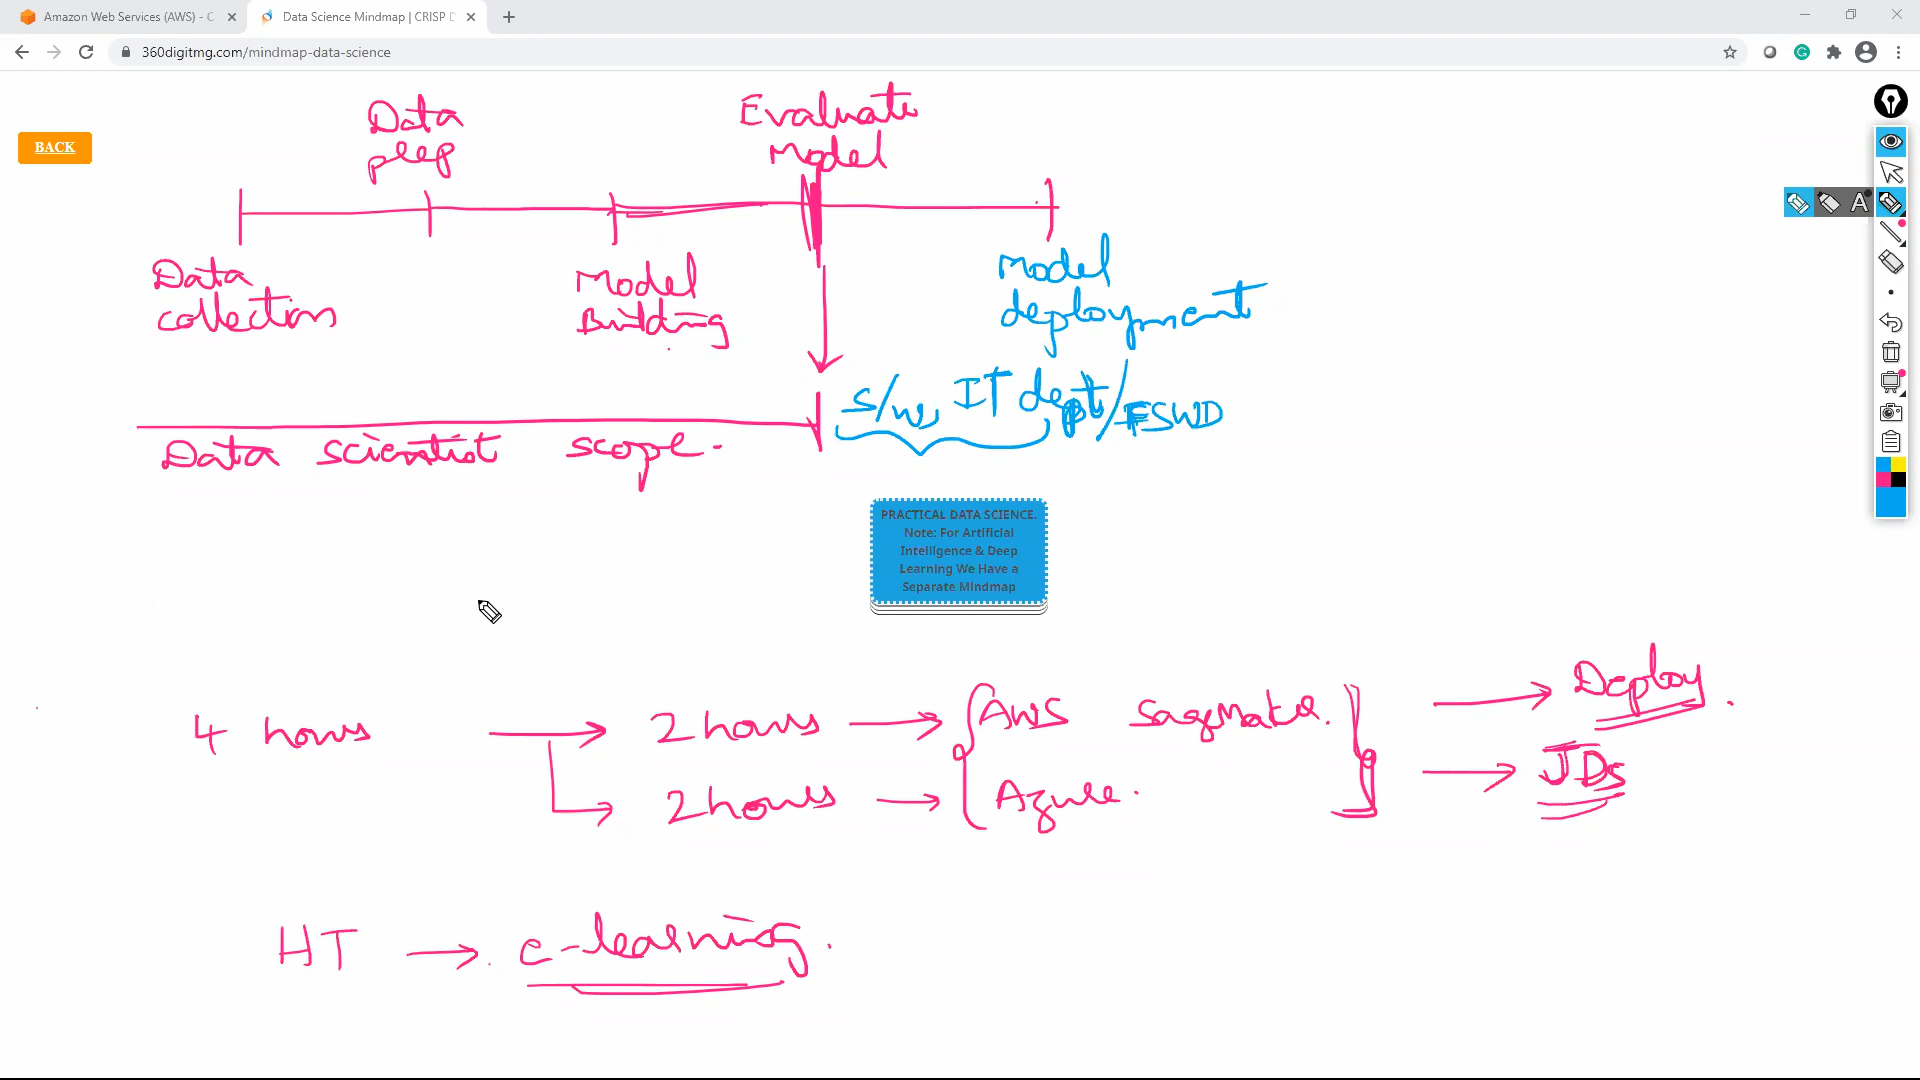 Amazon Web Services (AWS) - C
Data Science Mindmap | CRISP D
360digitmg.com/mindmap-data-science
BACK
Data
prep
Evaluate
Model
Data
collection
Model
Building
Model
deployment
S/w, IT dept/FSWD
Data scientist scope.
PRACTICAL DATA SCIENCE.
Note: For Artificial
Intelligence & Deep
Learning We Have a
Separate Mindmap
4 hours
2 hours
AWS SageMaker.
Deploy.
2 hours
Azure.
JDs
HT
e-learning.
A